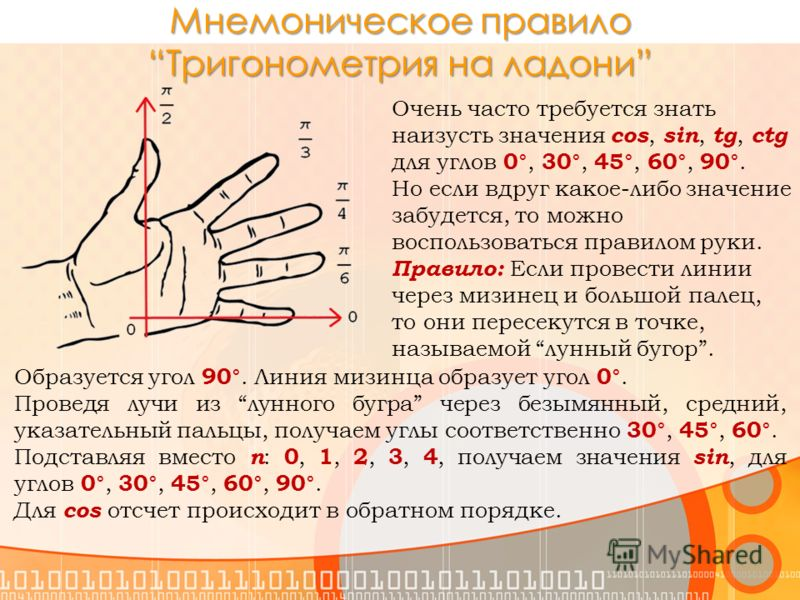 Мнемоническое правило
“Тригонометрия на ладони”
π
2
π
3
π
4
π
6
0
0
Очень часто требуется знать
наизусть значения cos, sin, tg, ctg
для углов 0°, 30°, 45°, 60°, 90°.
Но если вдруг какое-либо значение
забудется, то можно
воспользоваться правилом руки.
Правило: Если провести линии
через мизинец и большой палец,
то они пересекутся в точке,
называемой “лунный бугор”.
Образуется угол 90°. Линия мизинца образует угол 0°.
Проведя лучи из “лунного бугра” через безымянный, средний,
указательный пальцы, получаем углы соответственно 30°, 45°, 60°.
Подставляя вместо n: 0, 1, 2, 3, 4, получаем значения sin, для
углов 0°, 30°, 45°, 60°, 90°.
Для cos отсчет происходит в обратном порядке.
MyShared